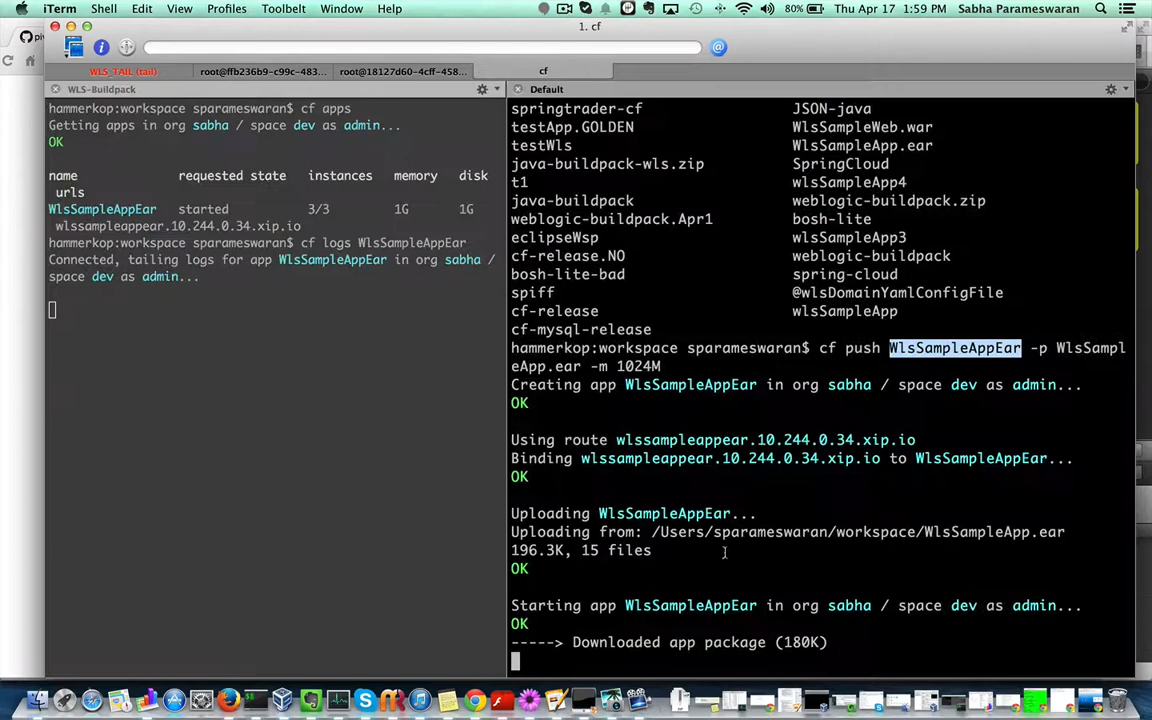 iTerm Shell Edit View Profiles Toolbelt Window Help
80% Thu Apr 17 1:59 PM Sabha Parameswaran
1. cf
WLS_TAIL (tail) root@ffb236b9-c99c-483... root@18127d60-4cff-458... cf
WLS-Buildpack
hammerkop:workspace sparameswaran$ cf apps
Getting apps in org sabha / space dev as admin...
OK
name requested state instances memory disk
urls
WlsSampleAppEar started 3/3 1G 1G
wlssampleappear.10.244.0.34.xip.io
hammerkop:workspace sparameswaran$ cf logs WlsSampleAppEar
Connected, tailing logs for app WlsSampleAppEar in org sabha /
space dev as admin...
Default
springtrader-cf JSON-java
testApp.GOLDEN WlsSampleWeb.war
testWls WlsSampleApp.ear
java-buildpack-wls.zip SpringCloud
t1 wlsSampleApp4
java-buildpack weblogic-buildpack.zip
weblogic-buildpack.Apr1 bosh-lite
eclipseWsp wlsSampleApp3
cf-release.NO weblogic-buildpack
bosh-lite-bad spring-cloud
spiff @wlsDomainYamlConfigFile
cf-release wlsSampleApp
cf-mysql-release
hammerkop:workspace sparameswaran$ cf push WlsSampleAppEar -p WlsSampl
eApp.ear -m 1024M
Creating app WlsSampleAppEar in org sabha / space dev as admin...
OK
Using route wlssampleappear.10.244.0.34.xip.io
Binding wlssampleappear.10.244.0.34.xip.io to WlsSampleAppEar...
OK
Uploading WlsSampleAppEar...
Uploading from: /Users/sparameswaran/workspace/WlsSampleApp.ear
196.3K, 15 files
OK
Starting app WlsSampleAppEar in org sabha / space dev as admin...
OK
-----> Downloaded app package (180K)